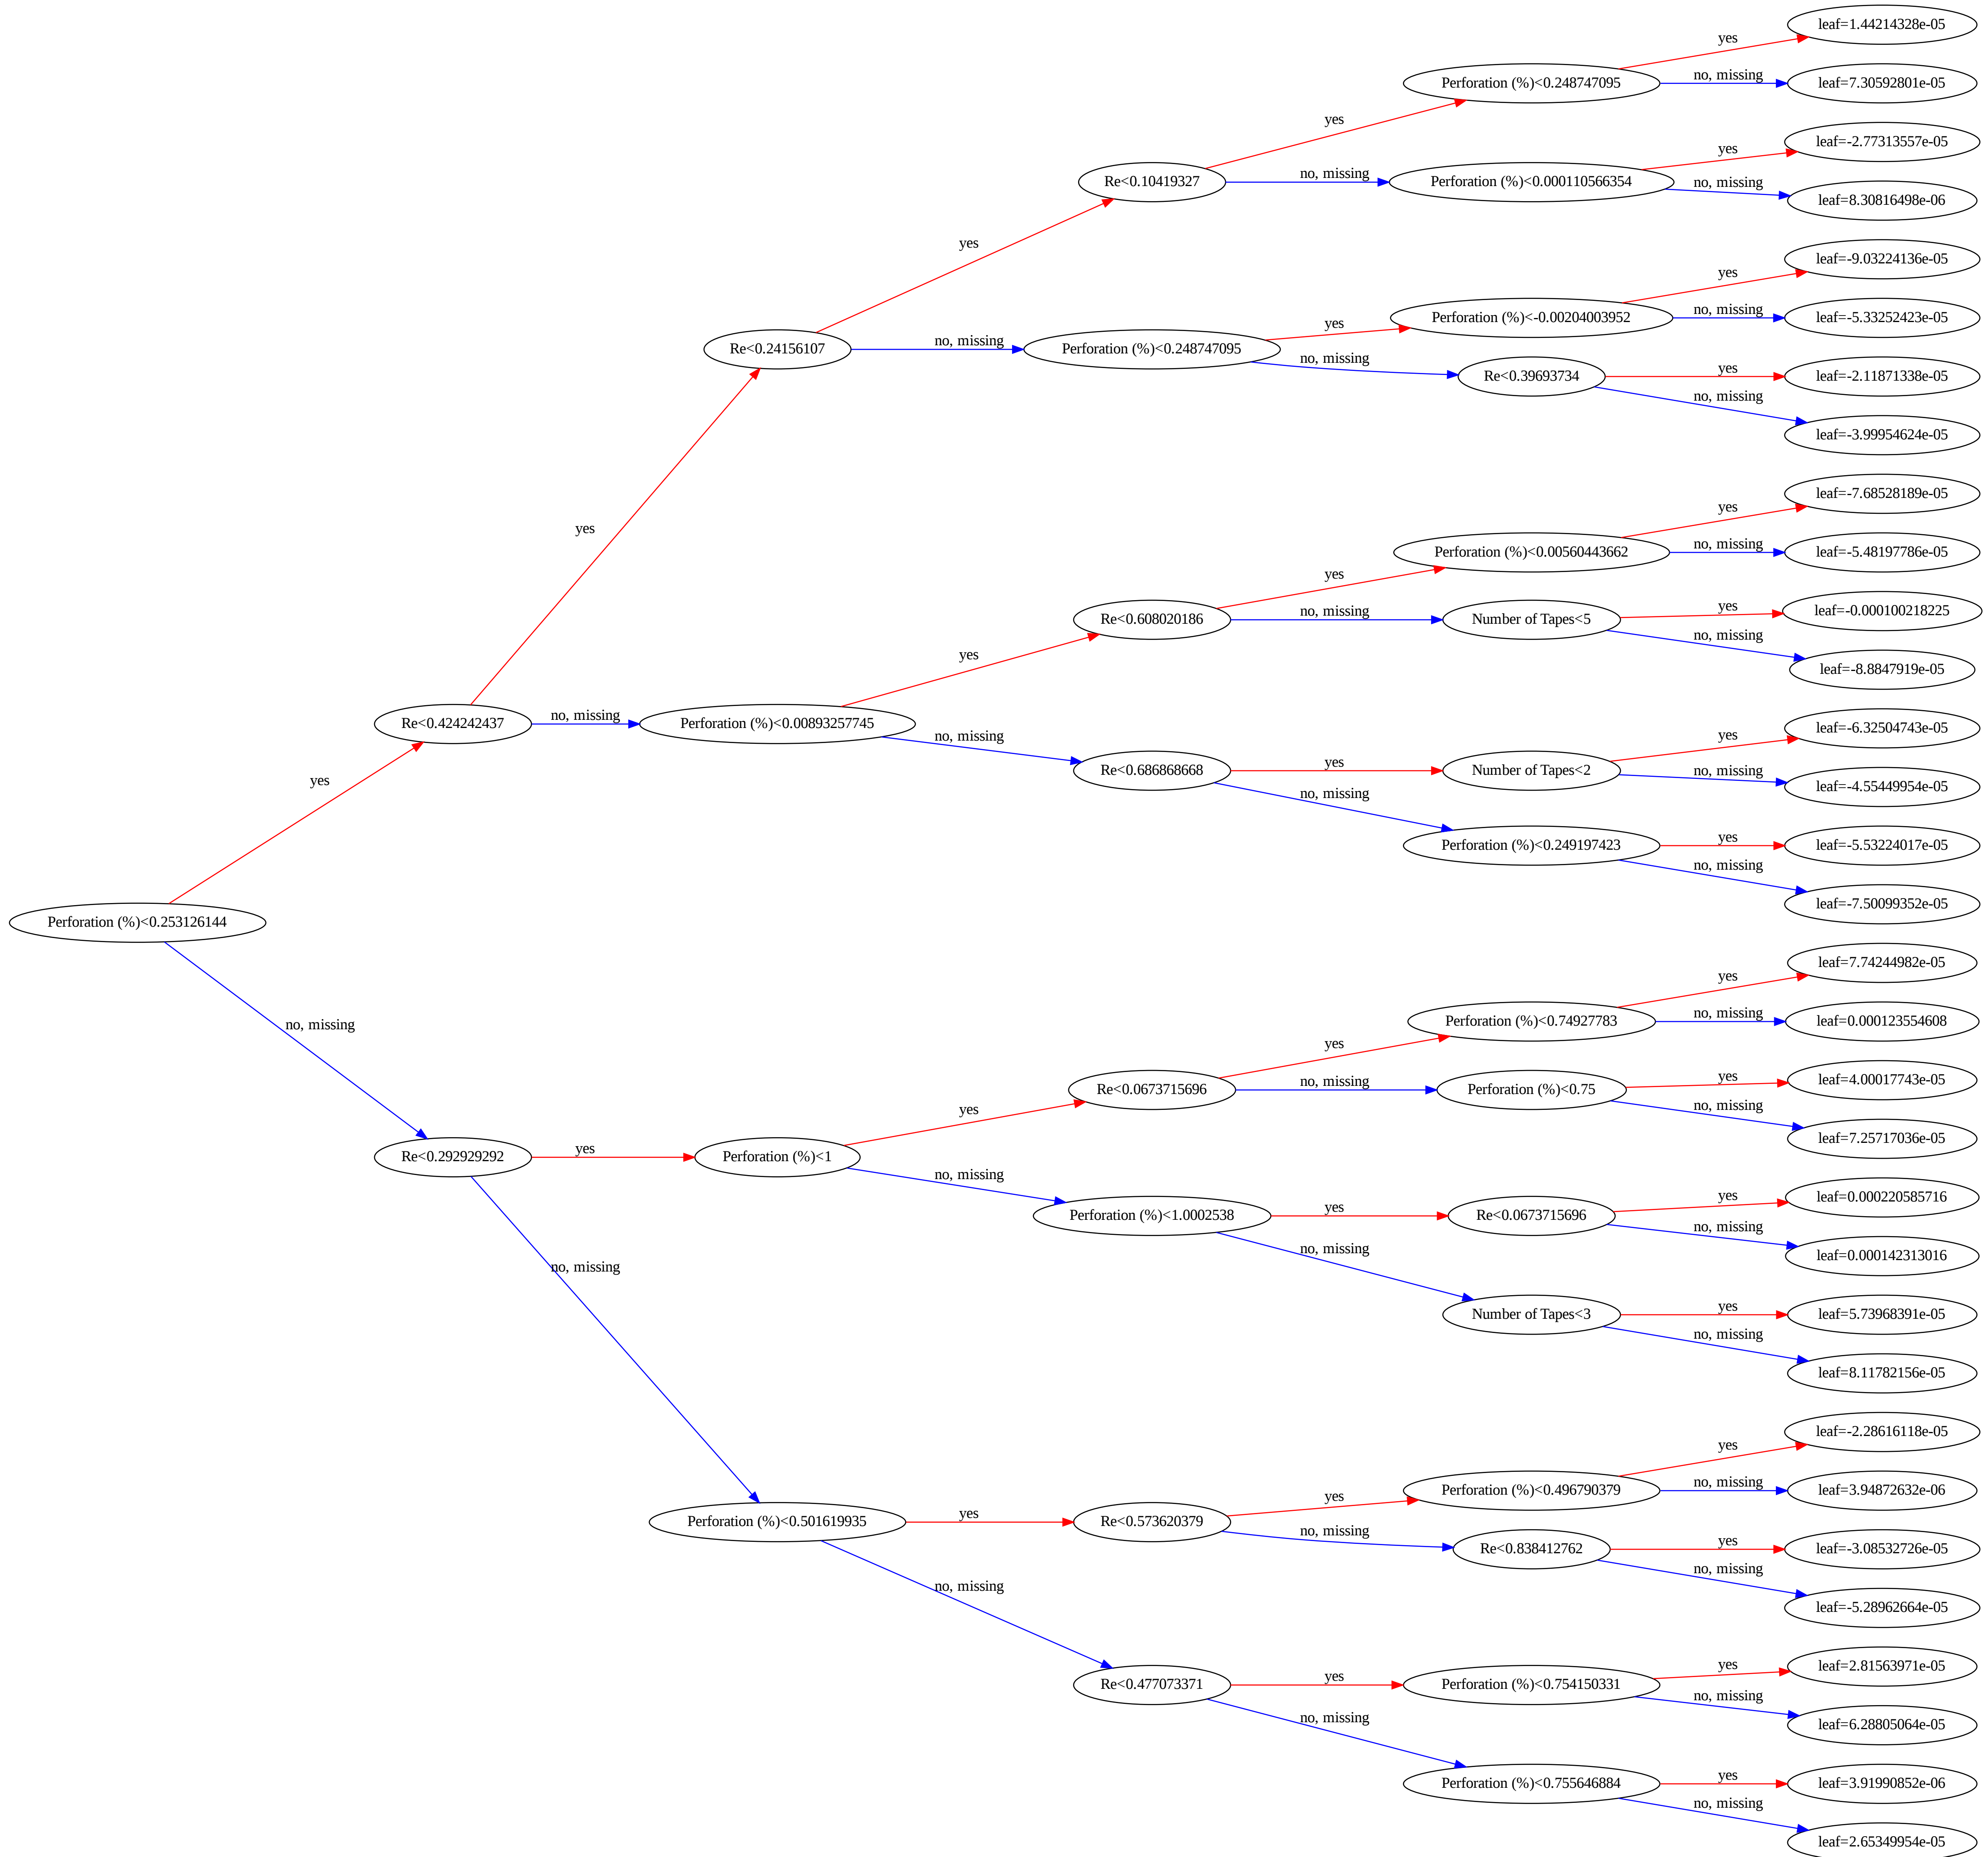 leaf=1.44214328e-05
yes
Perforation (%)<0.248747095
no, missing
leaf=7.30592801e-05
yes
leaf=-2.77313557e-05
yes
Re<0.10419327
no, missing
Perforation (%)<0.000110566354
no, missing
leaf=8.30816498e-06
yes
leaf=-9.03224136e-05
yes
Perforation (%)<-0.00204003952
no, missing
leaf=-5.33252423e-05
Re<0.24156107
no, missing
Perforation (%)<0.248747095
yes
no, missing
Re<0.39693734
yes
leaf=-2.11871338e-05
no, missing
leaf=-3.99954624e-05
yes
leaf=-7.68528189e-05
yes
Perforation (%)<0.00560443662
no, missing
leaf=-5.48197786e-05
yes
Re<0.608020186
no, missing
Number of Tapes<5
yes
leaf=-0.000100218225
no, missing
leaf=-8.8847919e-05
yes
Re<0.424242437
no, missing
Perforation (%)<0.00893257745
no, missing
leaf=-6.32504743e-05
yes
Re<0.686868668
yes
Number of Tapes<2
no, missing
leaf=-4.55449954e-05
no, missing
Perforation (%)<0.249197423
yes
leaf=-5.53224017e-05
no, missing
leaf=-7.50099352e-05
yes
Perforation (%)<0.253126144
no, missing
leaf=7.74244982e-05
yes
Perforation (%)<0.74927783
no, missing
leaf=0.000123554608
yes
Re<0.0673715696
no, missing
Perforation (%)<0.75
yes
leaf=4.00017743e-05
no, missing
leaf=7.25717036e-05
yes
Re<0.292929292
yes
Perforation (%)<1
no, missing
Perforation (%)<1.0002538
yes
Re<0.0673715696
yes
leaf=0.000220585716
no, missing
leaf=0.000142313016
no, missing
Number of Tapes<3
yes
leaf=5.73968391e-05
no, missing
leaf=8.11782156e-05
no, missing
leaf=-2.28616118e-05
yes
Perforation (%)<0.496790379
no, missing
leaf=3.94872632e-06
Perforation (%)<0.501619935
yes
Re<0.573620379
yes
no, missing
Re<0.838412762
yes
leaf=-3.08532726e-05
no, missing
leaf=-5.28962664e-05
no, missing
Re<0.477073371
yes
Perforation (%)<0.754150331
yes
leaf=2.81563971e-05
no, missing
leaf=6.28805064e-05
no, missing
Perforation (%)<0.755646884
yes
leaf=3.91990852e-06
no, missing
leaf=2.65349954e-05